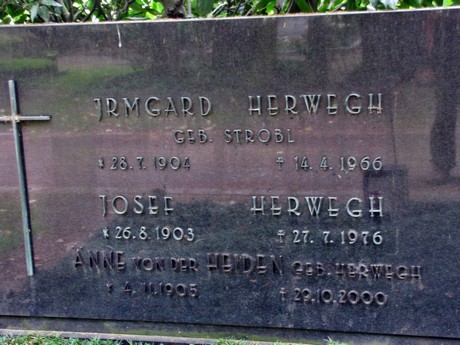 IRMGARD HERWEGH
GEB. STROBL
* 28.7.1904 † 14.4.1966
JOSEF HERWEGH
* 26.8.1903 † 27.7.1976
ÄNNE VON DER HEIDEN GEB. HERWEGH
* 4.11.1905 † 29.10.2000